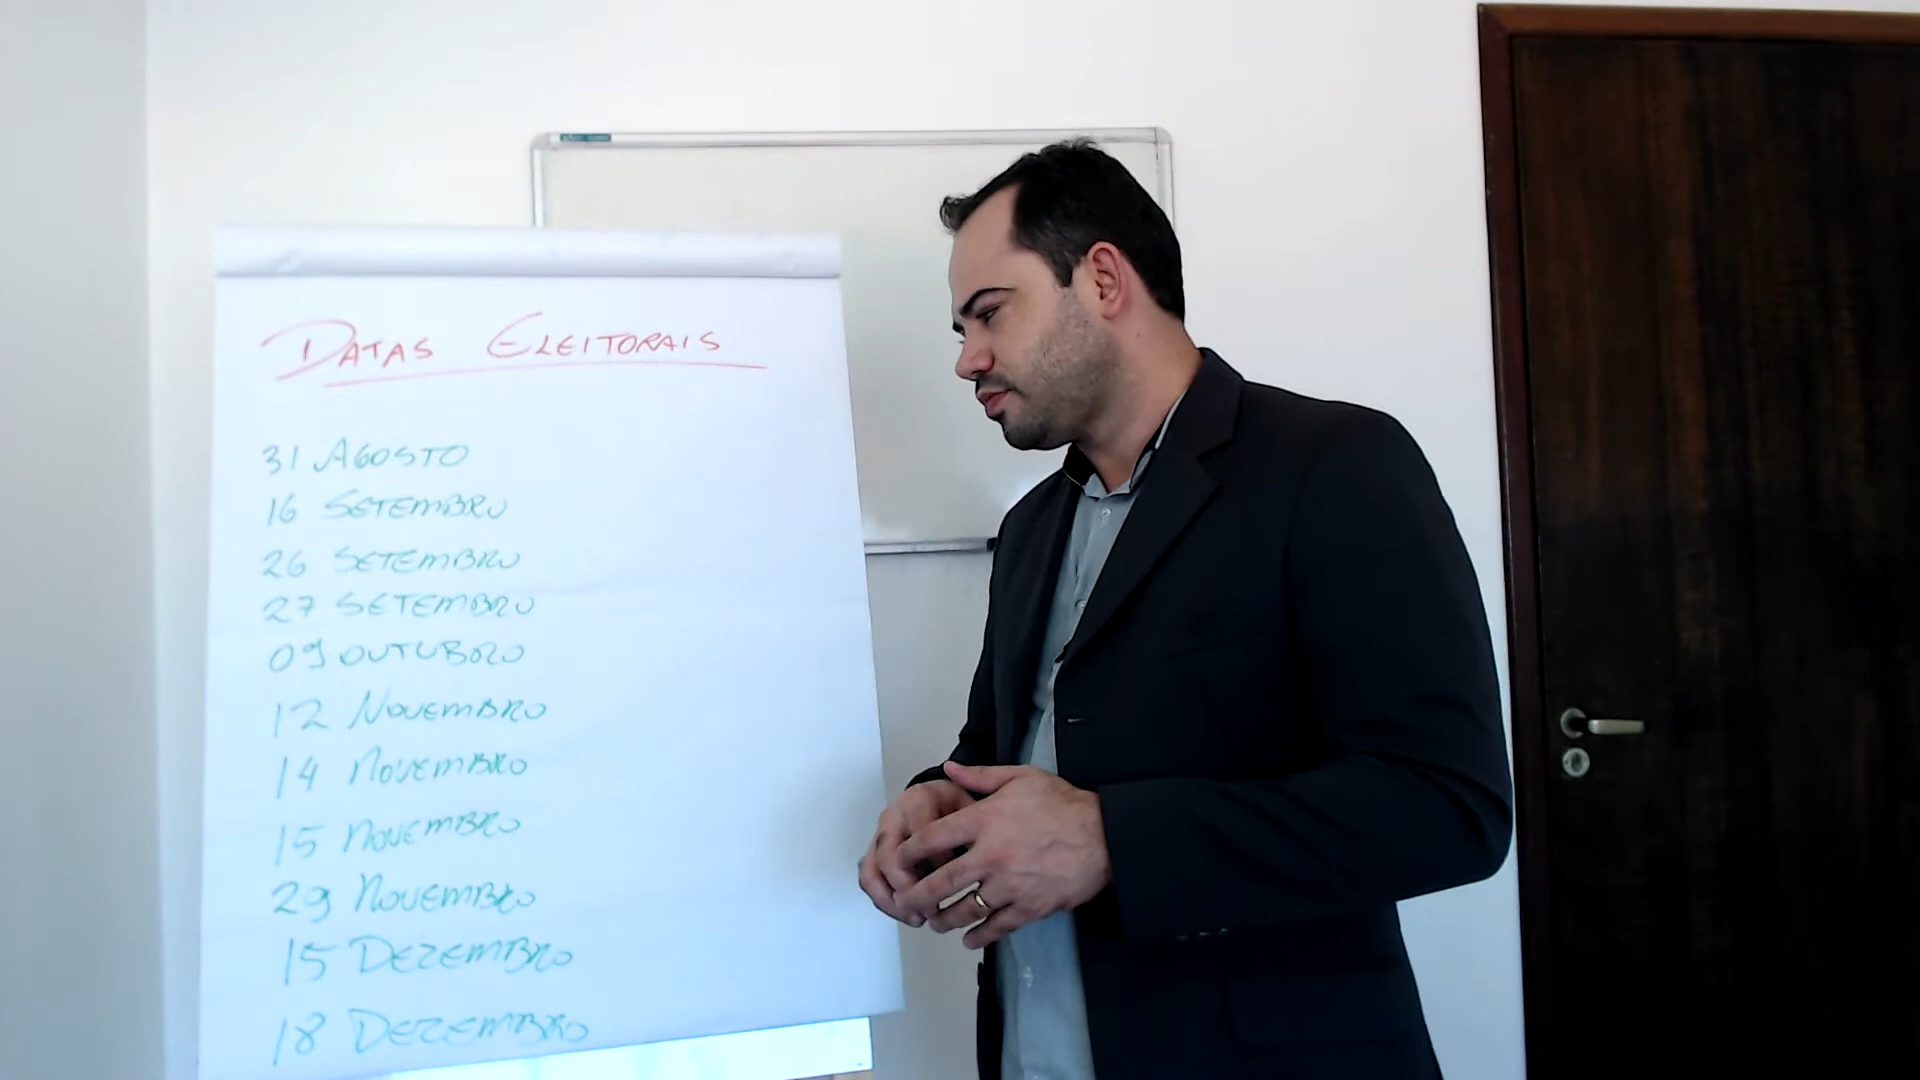 DATAS ELEITORAIS
31 AGOSTO
16 SETEMBRO
26 SETEMBRO
27 SETEMBRO
09 OUTUBRO
12 NOVEMBRO
14 NOVEMBRO
15 NOVEMBRO
29 NOVEMBRO
15 DEZEMBRO
18 DEZEMBRO